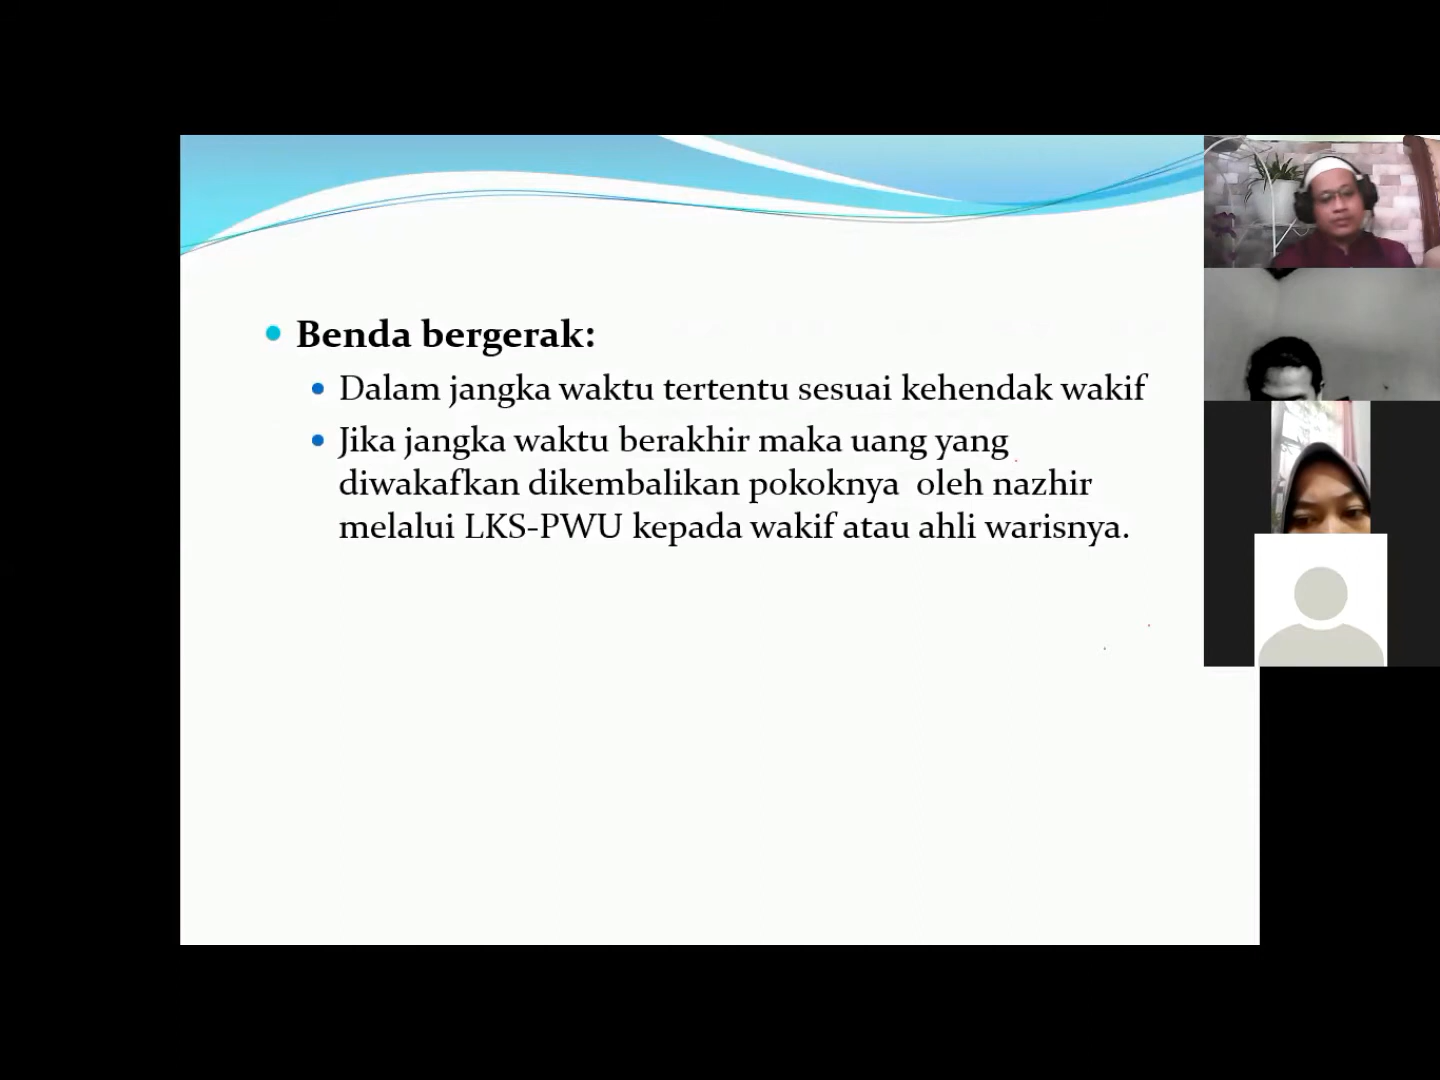 Benda bergerak:
Dalam jangka waktu tertentu sesuai kehendak wakif
Jika jangka waktu berakhir maka uang yang
diwakafkan dikembalikan pokoknya oleh nazhir
melalui LKS-PWU kepada wakif atau ahli warisnya.